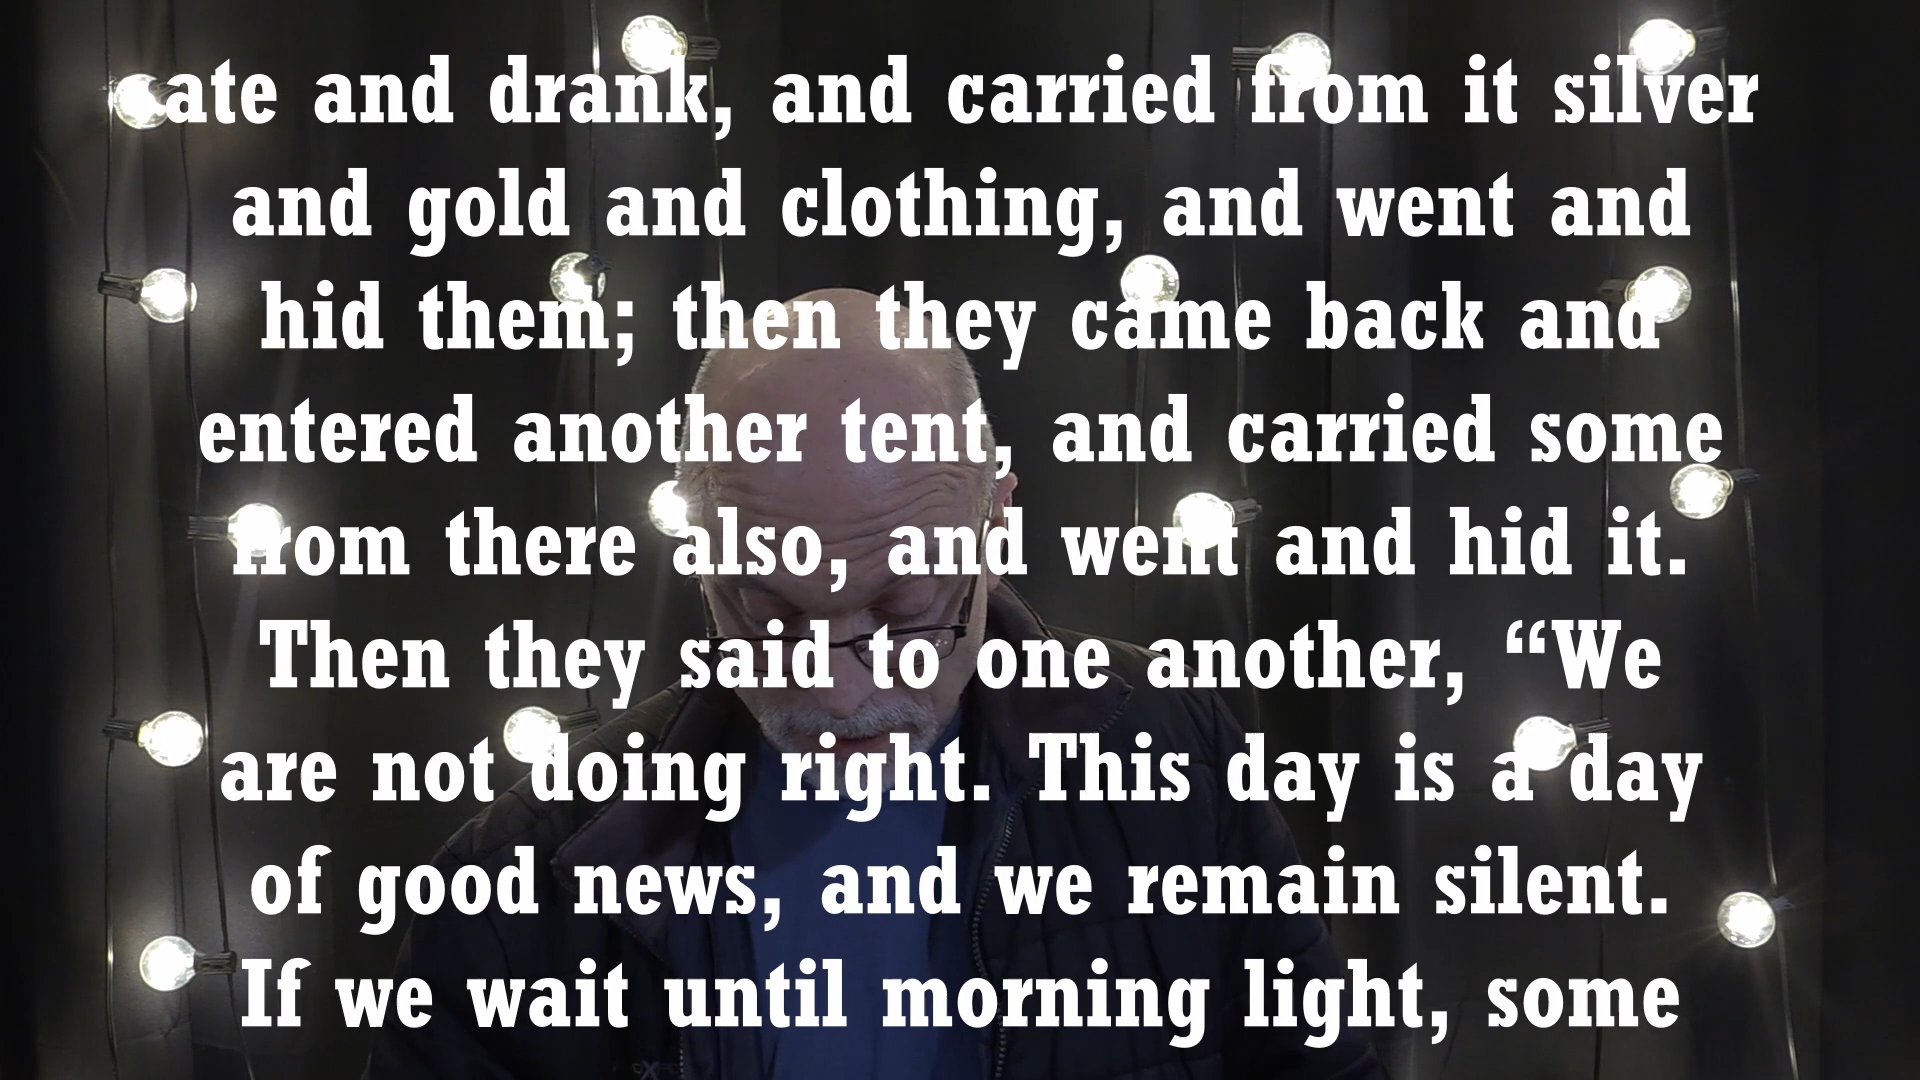 ate and drank, and carried from it silver
and gold and clothing, and went and
hid them; then they came back and
entered another tent, and carried some
from there also, and went and hid it.
Then they said to one another, “We
are not doing right. This day is a day
of good news, and we remain silent.
If we wait until morning light, some